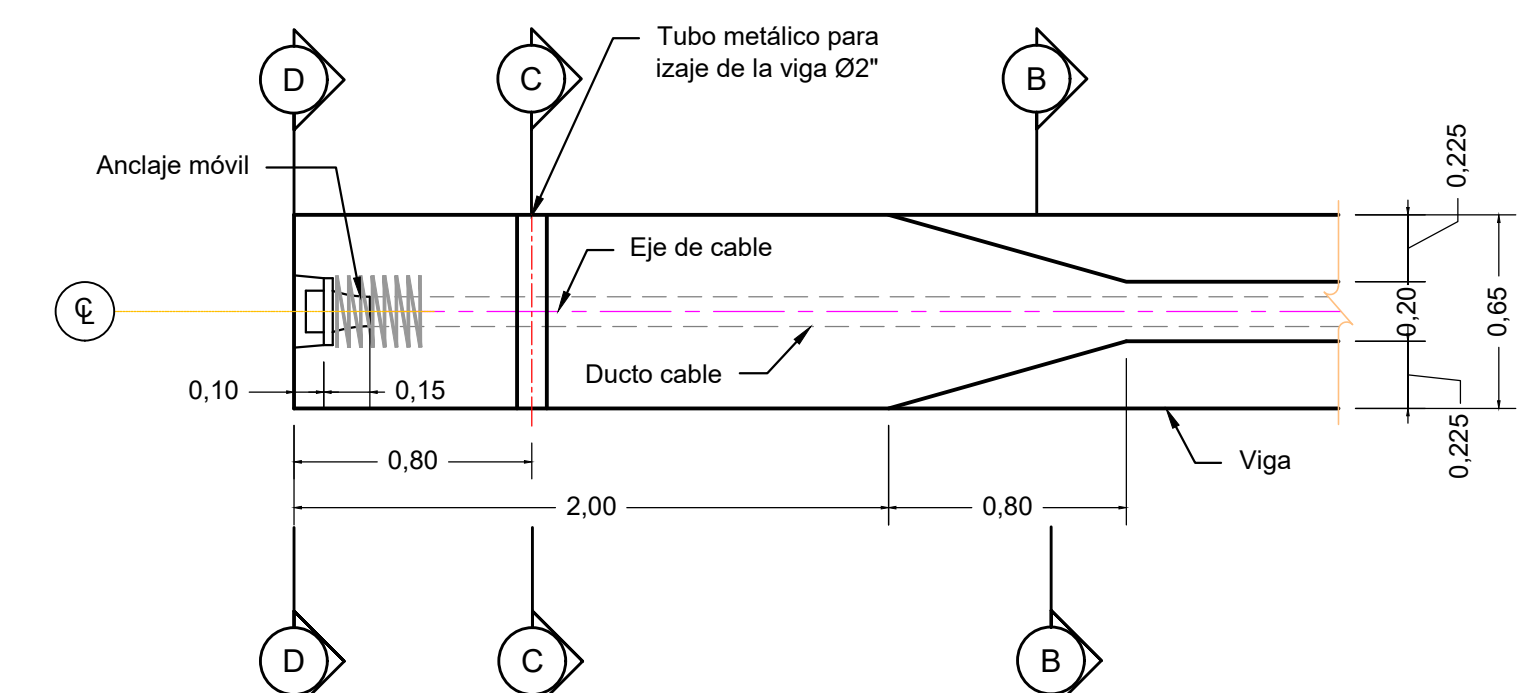 D
C
Tubo metálico para
izaje de la viga Ø2"
B
Anclaje móvil
0,225
Eje de cable
℄
0,20
0,65
Ducto cable
0,10
0,15
0,225
0,80
Viga
2,00
0,80
D
C
B